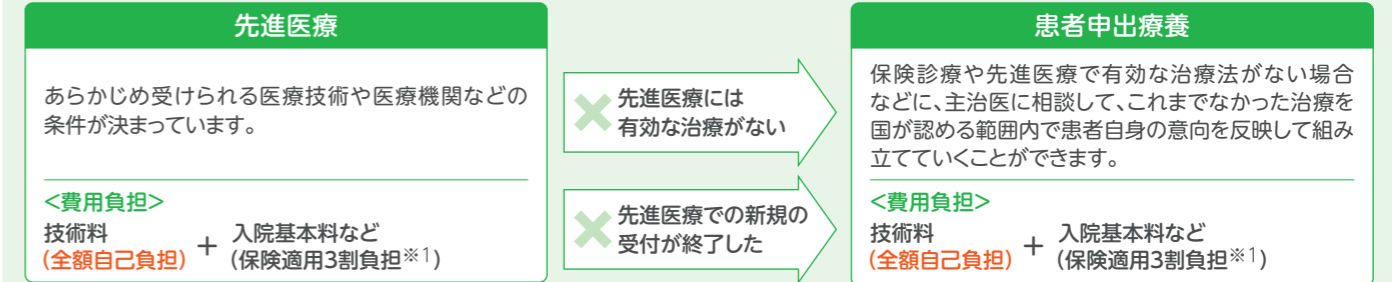 先進医療
あらかじめ受けられる医療技術や医療機関などの
条件が決まっています。
<費用負担>
技術料
(全額自己負担)
+
入院基本料など
(保険適用3割負担※1)
先進医療には
有効な治療がない
先進医療での新規の
受付が終了した
患者申出療養
保険診療や先進医療で有効な治療法がない場合
などに、主治医に相談して、これまでなかった治療を
国が認める範囲内で患者自身の意向を反映して組み
立てていくことができます。
<費用負担>
技術料
(全額自己負担)
+
入院基本料など
(保険適用3割負担※1)